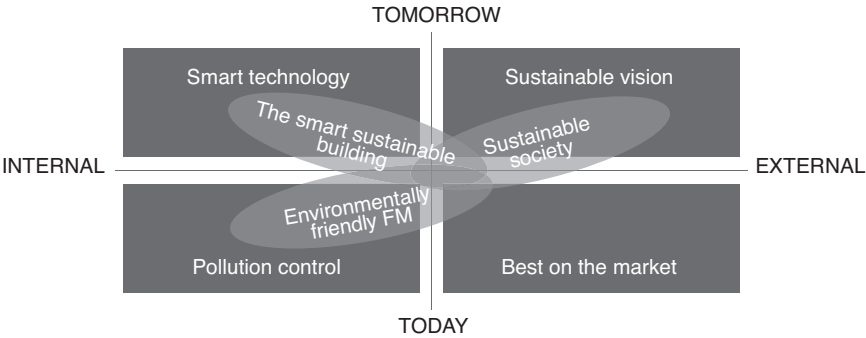 TOMORROW
Smart technology
Sustainable vision
The smart sustainable
building
Sustainable
society
INTERNAL
EXTERNAL
Environmentally
friendly FM
Pollution control
Best on the market
TODAY